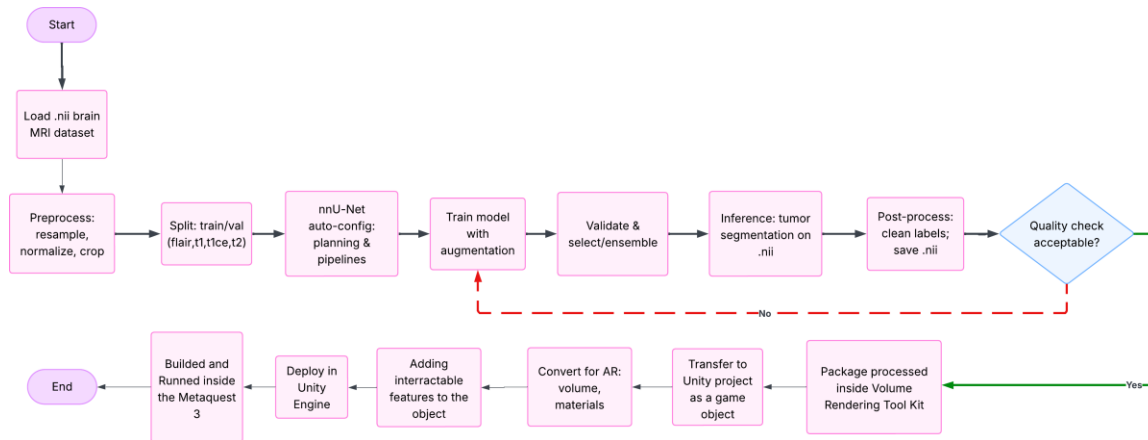 Start
Load .nii brain
MRI dataset
Preprocess:
resample,
normalize, crop
Split: train/val
(flair,t1,t1ce,t2)
nnU-Net
auto-config:
planning &
pipelines
Train model
with
augmentation
Validate &
select/ensemble
Inference: tumor
segmentation on
.nii
Post-process:
clean labels;
save .nii
Quality check
acceptable?
No
Yes
Package processed
inside Volume
Rendering Tool Kit
Transfer to
Unity project
as a game
object
Convert for AR:
volume,
materials
Adding
interractable
features to the
object
Deploy in
Unity
Engine
Builded and
Runned inside
the Metaquest
3
End